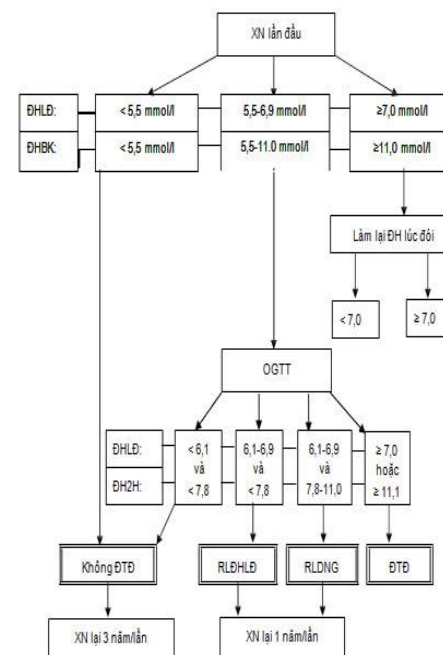 XN lần đầu
ĐHLĐ: < 5,5 mmol/l 5,5-6,9 mmol/l ≥7,0 mmol/l
ĐHBK: < 5,5 mmol/l 5,5-11.0 mmol/l ≥11,0 mmol/l
Làm lại ĐH lúc đói
< 7,0 ≥ 7,0
OGTT
ĐHLĐ: < 6,1 6,1-6,9 6,1-6,9 ≥ 7,0
và và và hoặc
ĐH2H: < 7,8 < 7,8 7,8-11,0 ≥ 11,1
Không ĐTĐ RLĐHLĐ RLDNG ĐTĐ
XN lại 3 năm/lần XN lại 1 năm/lần